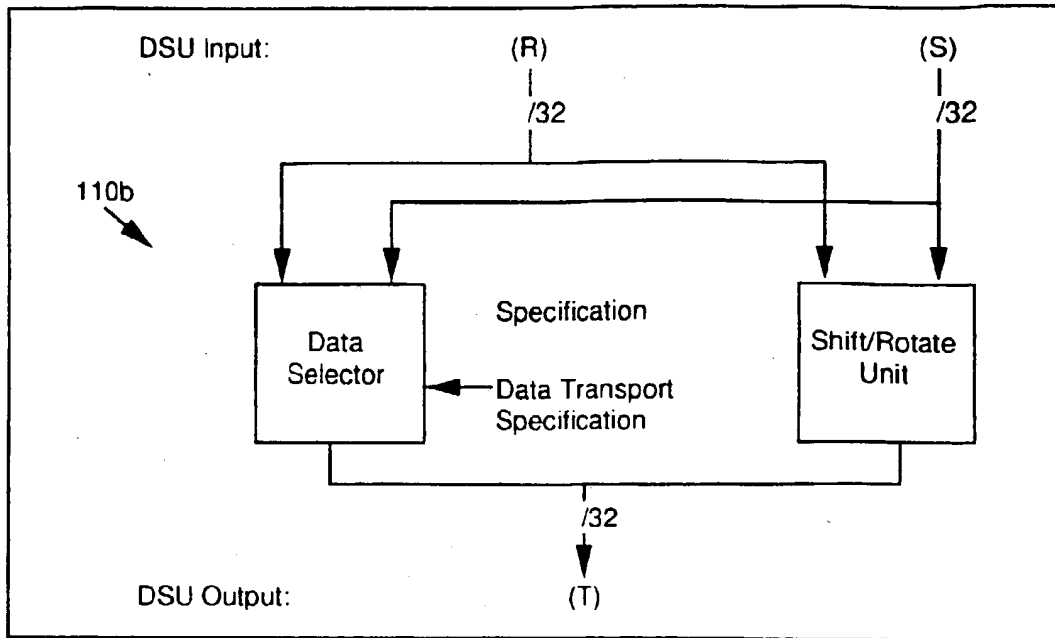 DSU Input: (R) (S)
/32 /32
110b
Specification
Data
Selector
Shift/Rotate
Unit
Data Transport
Specification
/32
DSU Output: (T)